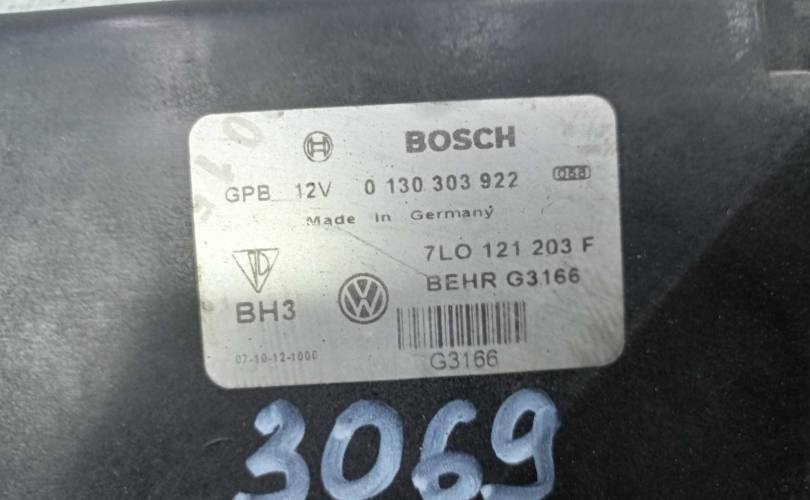 BOSCH
GPB 12V 0 130 303 922 058
Made in Germany
7L0 121 203 F
BEHR G3166
BH3
07-10-12-1000
G3166
3069